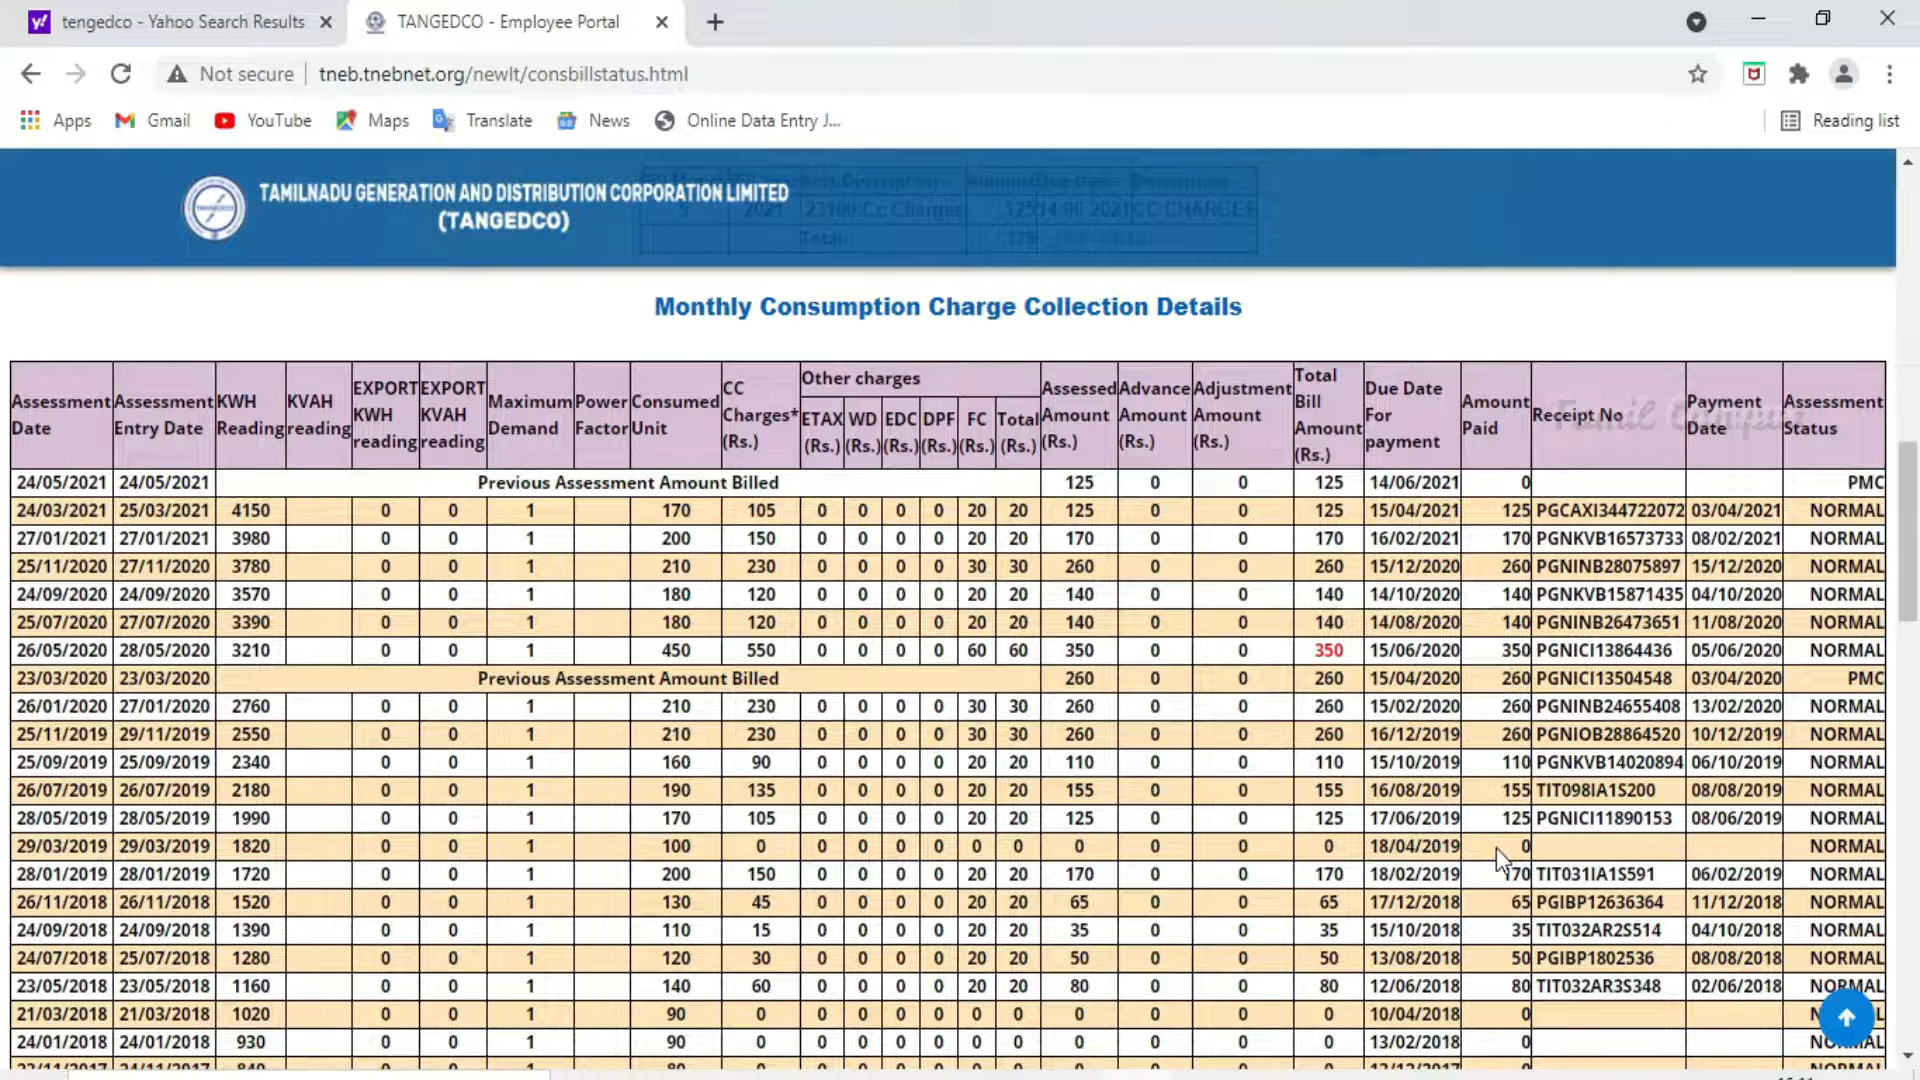 tengedco - Yahoo Search Results
TANGEDCO - Employee Portal
Not secure tneb.tnebnet.org/newlt/consbillstatus.html
Apps Gmail YouTube Maps Translate News Online Data Entry J... Reading list
TAMILNADU GENERATION AND DISTRIBUTION CORPORATION LIMITED
(TANGEDCO)
2021 23100-Cc Charges 125 14-06-2021 CC CHARGES
Total 125
Monthly Consumption Charge Collection Details
Assessment Date Assessment Entry Date KWH Reading KVAH reading EXPORT KWH reading EXPORT KVAH reading Maximum Demand Power Factor Consumed Unit CC Charges* (Rs.) Other charges ETAX (Rs.) WD (Rs.) EDC (Rs.) DPF (Rs.) FC (Rs.) Total (Rs.) Assessed Amount (Rs.) Advance Amount (Rs.) Adjustment Amount (Rs.) Total Bill Amount (Rs.) Due Date For payment Amount Paid Receipt No Payment Date Assessment Status
Tamil Campus
24/05/2021 24/05/2021 Previous Assessment Amount Billed 125 0 0 125 14/06/2021 0 PMC
24/03/2021 25/03/2021 4150 0 0 1 170 105 0 0 0 0 20 20 125 0 0 125 15/04/2021 125 PGCAXI344722072 03/04/2021 NORMAL
27/01/2021 27/01/2021 3980 0 0 1 200 150 0 0 0 0 20 20 170 0 0 170 16/02/2021 170 PGNKVB16573733 08/02/2021 NORMAL
25/11/2020 27/11/2020 3780 0 0 1 210 230 0 0 0 0 30 30 260 0 0 260 15/12/2020 260 PGNINB28075897 15/12/2020 NORMAL
24/09/2020 24/09/2020 3570 0 0 1 180 120 0 0 0 0 20 20 140 0 0 140 14/10/2020 140 PGNKVB15871435 04/10/2020 NORMAL
25/07/2020 27/07/2020 3390 0 0 1 180 120 0 0 0 0 20 20 140 0 0 140 14/08/2020 140 PGNINB26473651 11/08/2020 NORMAL
26/05/2020 28/05/2020 3210 0 0 1 450 550 0 0 0 0 60 60 350 0 0 350 15/06/2020 350 PGNICI13864436 05/06/2020 NORMAL
23/03/2020 23/03/2020 Previous Assessment Amount Billed 260 0 0 260 15/04/2020 260 PGNICI13504548 03/04/2020 PMC
26/01/2020 27/01/2020 2760 0 0 1 210 230 0 0 0 0 30 30 260 0 0 260 15/02/2020 260 PGNINB24655408 13/02/2020 NORMAL
25/11/2019 29/11/2019 2550 0 0 1 210 230 0 0 0 0 30 30 260 0 0 260 16/12/2019 260 PGNIOB28864520 10/12/2019 NORMAL
25/09/2019 25/09/2019 2340 0 0 1 160 90 0 0 0 0 20 20 110 0 0 110 15/10/2019 110 PGNKVB14020894 06/10/2019 NORMAL
26/07/2019 26/07/2019 2180 0 0 1 190 135 0 0 0 0 20 20 155 0 0 155 16/08/2019 155 TIT098IA1S200 08/08/2019 NORMAL
28/05/2019 28/05/2019 1990 0 0 1 170 105 0 0 0 0 20 20 125 0 0 125 17/06/2019 125 PGNICI11890153 08/06/2019 NORMAL
29/03/2019 29/03/2019 1820 0 0 1 100 0 0 0 0 0 0 0 0 0 0 0 18/04/2019 0 NORMAL
28/01/2019 28/01/2019 1720 0 0 1 200 150 0 0 0 0 20 20 170 0 0 170 18/02/2019 170 TIT031IA1S591 06/02/2019 NORMAL
26/11/2018 26/11/2018 1520 0 0 1 130 45 0 0 0 0 20 20 65 0 0 65 17/12/2018 65 PGIBP12636364 11/12/2018 NORMAL
24/09/2018 24/09/2018 1390 0 0 1 110 15 0 0 0 0 20 20 35 0 0 35 15/10/2018 35 TIT032AR2S514 04/10/2018 NORMAL
24/07/2018 25/07/2018 1280 0 0 1 120 30 0 0 0 0 20 20 50 0 0 50 13/08/2018 50 PGIBP1802536 08/08/2018 NORMAL
23/05/2018 23/05/2018 1160 0 0 1 140 60 0 0 0 0 20 20 80 0 0 80 12/06/2018 80 TIT032AR3S348 02/06/2018 NORMAL
21/03/2018 21/03/2018 1020 0 0 1 90 0 0 0 0 0 0 0 0 0 0 0 10/04/2018 0
24/01/2018 24/01/2018 930 0 0 1 90 0 0 0 0 0 0 0 0 0 0 0 13/02/2018 0 NORMAL